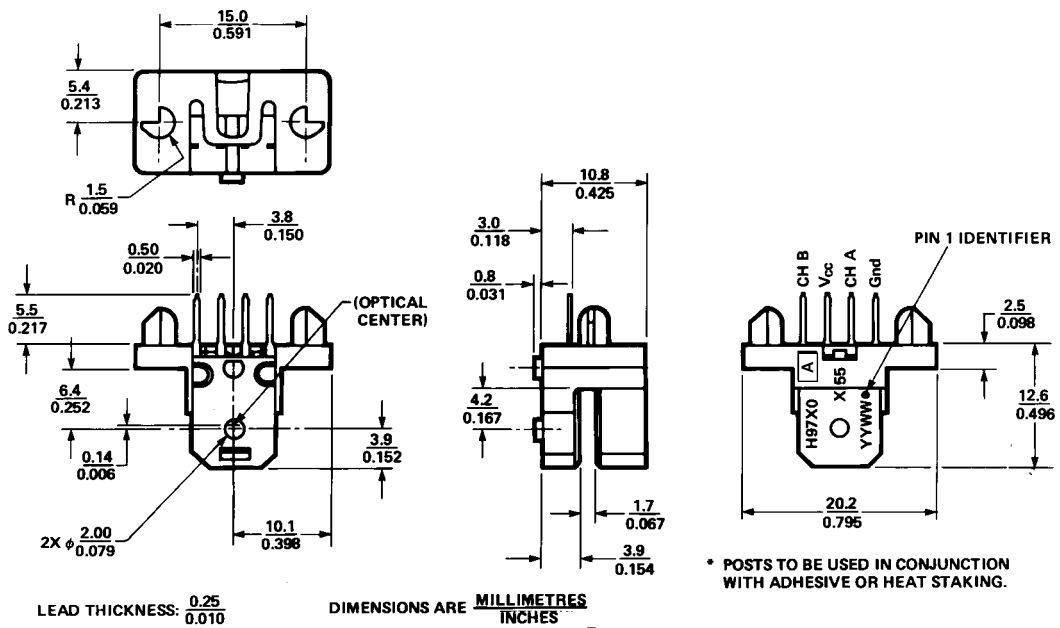 15.0
0.591
5.4
0.213
R 1.5
0.059
3.8
0.150
0.50
0.020
5.5
0.217
(OPTICAL
CENTER)
6.4
0.252
0.14
0.006
3.9
0.152
2X ϕ 2.00
0.079
10.1
0.398
10.8
0.425
3.0
0.118
0.8
0.031
4.2
0.167
1.7
0.067
3.9
0.154
PIN 1 IDENTIFIER
CH B
Vcc
CH A
Gnd
2.5
0.098
A
X55
H97X0
YYWW
12.6
0.496
20.2
0.795
* POSTS TO BE USED IN CONJUNCTION
WITH ADHESIVE OR HEAT STAKING.
LEAD THICKNESS: 0.25
0.010
DIMENSIONS ARE MILLIMETRES
INCHES